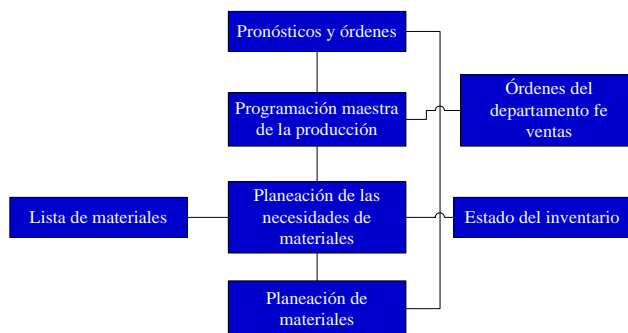 Pronósticos y órdenes
Programación maestra
de la producción
Órdenes del
departamento fe
ventas
Lista de materiales
Planeación de las
necesidades de
materiales
Estado del inventario
Planeación de
materiales